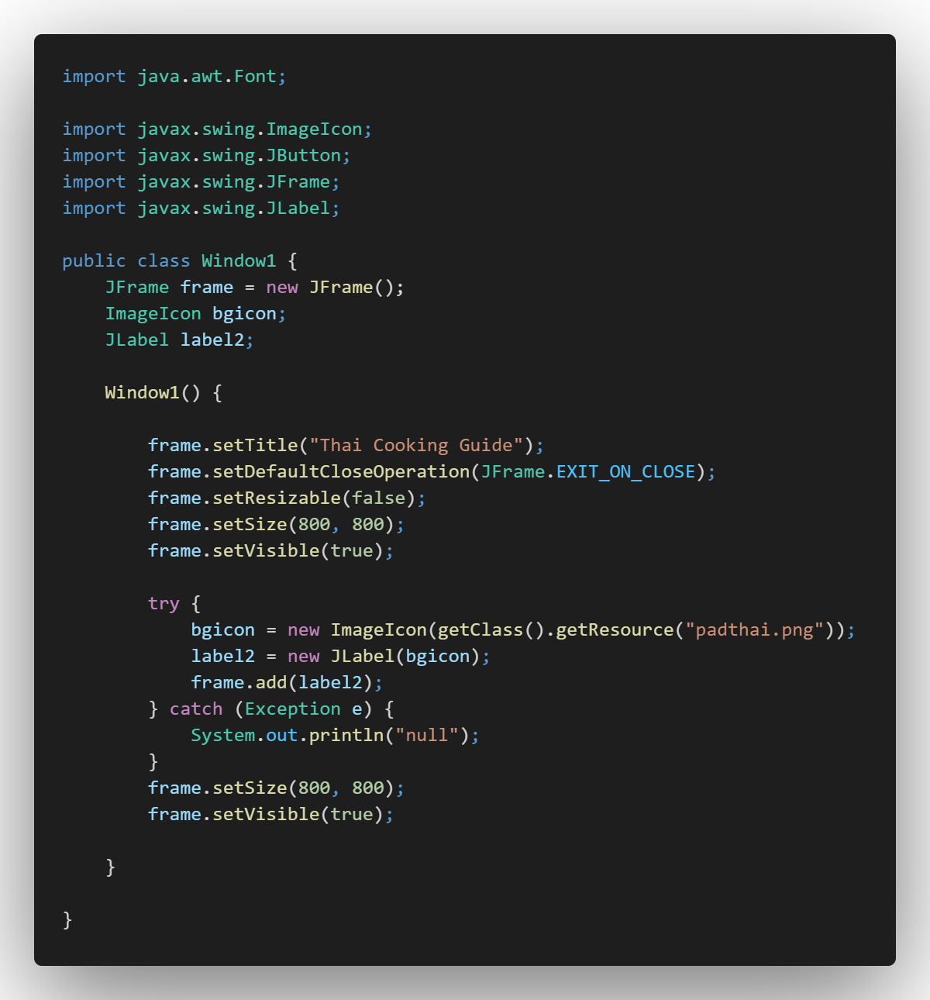 import java.awt.Font;
import javax.swing.ImageIcon;
import javax.swing.JButton;
import javax.swing.JFrame;
import javax.swing.JLabel;
public class Window1 {
    JFrame frame = new JFrame();
    ImageIcon bgicon;
    JLabel label2;
    Window1() {
        frame.setTitle("Thai Cooking Guide");
        frame.setDefaultCloseOperation(JFrame.EXIT_ON_CLOSE);
        frame.setResizable(false);
        frame.setSize(800, 800);
        frame.setVisible(true);
        try {
            bgicon = new ImageIcon(getClass().getResource("padthai.png"));
            label2 = new JLabel(bgicon);
            frame.add(label2);
        } catch (Exception e) {
            System.out.println("null");
        }
        frame.setSize(800, 800);
        frame.setVisible(true);
    }
}